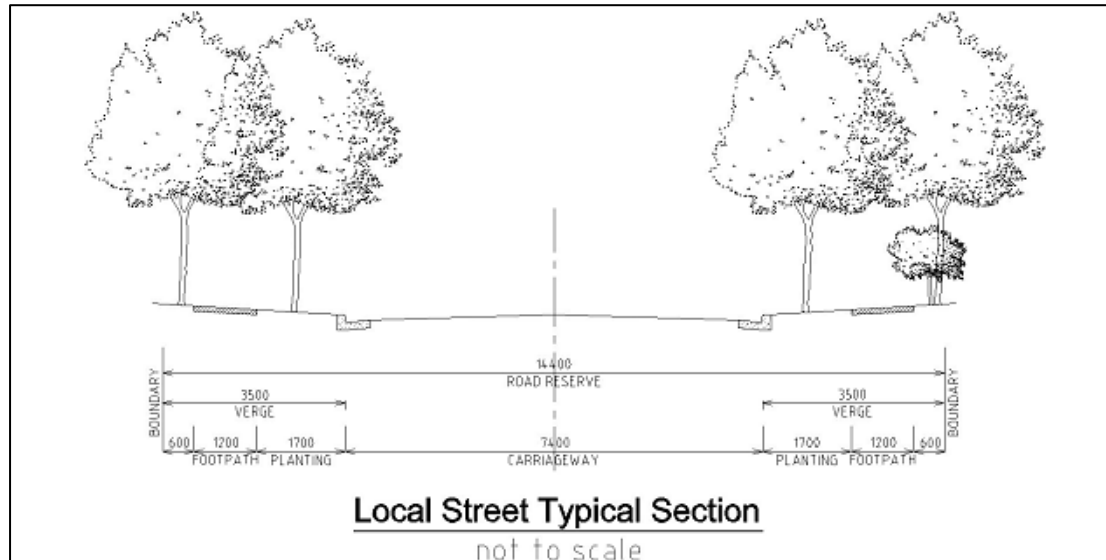 14400
ROAD RESERVE
BOUNDARY
3500
VERGE
3500
VERGE
BOUNDARY
600
1200
1700
7400
1700
1200
600
FOOTPATH
PLANTING
CARRIAGEWAY
PLANTING
FOOTPATH
Local Street Typical Section
not to scale